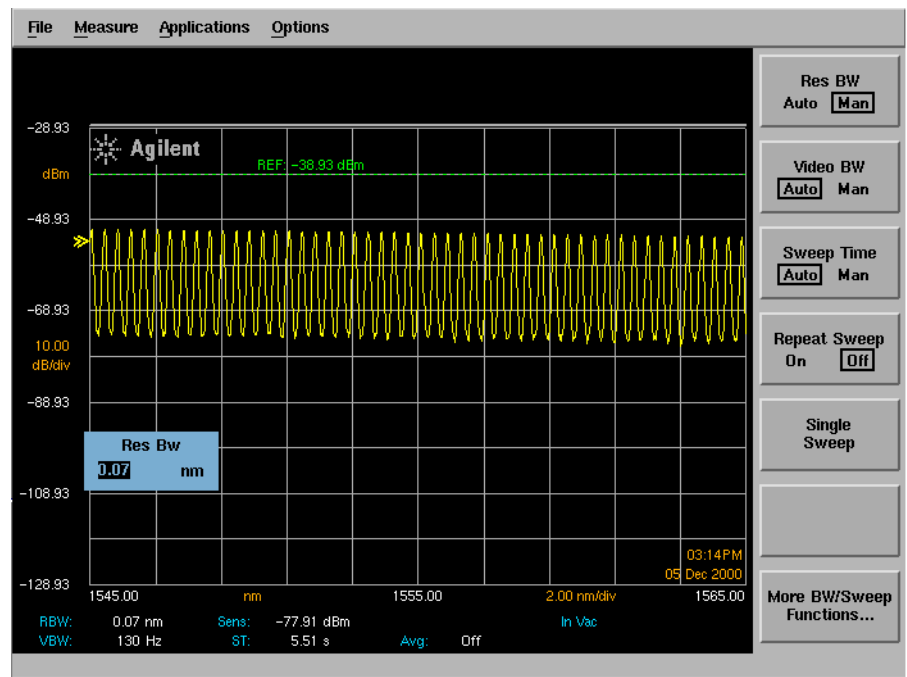 File Measure Applications Options
Res BW
Auto Man
Video BW
Auto Man
Sweep Time
Auto Man
Repeat Sweep
On Off
Single
Sweep
More BW/Sweep
Functions...
-28.93
dBm
-48.93
-68.93
10.00
dB/div
-88.93
-108.93
-128.93
Agilent
REF: -38.93 dBm
Res Bw
0.07 nm
03:14PM
05 Dec 2000
1545.00 nm 1555.00 2.00 nm/div 1565.00
RBW: 0.07 nm Sens: -77.91 dBm In Vac
VBW: 130 Hz ST: 5.51 s Avg: Off